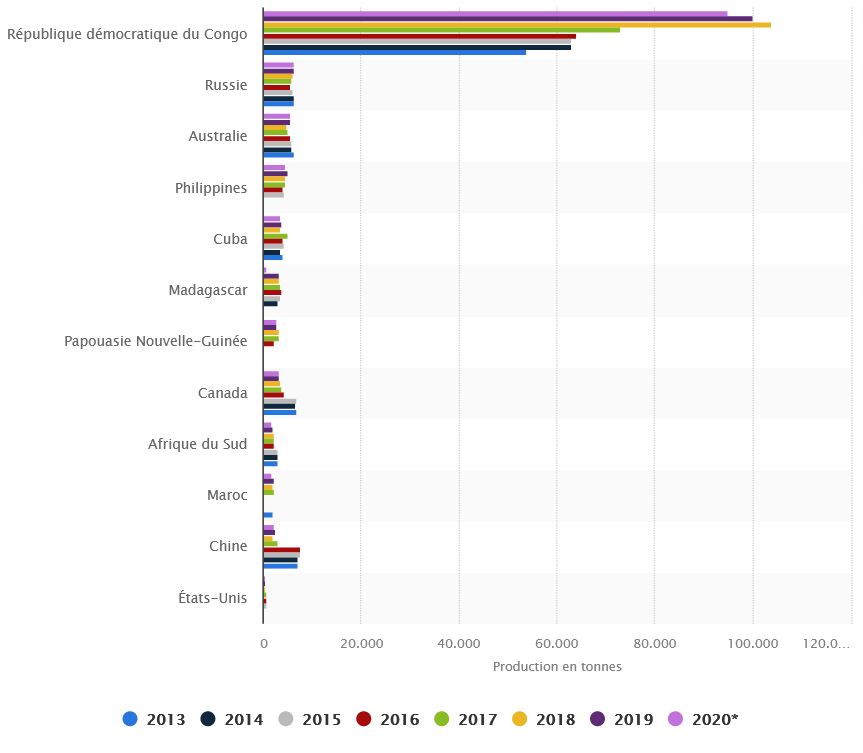 République démocratique du Congo
Russie
Australie
Philippines
Cuba
Madagascar
Papouasie Nouvelle-Guinée
Canada
Afrique du Sud
Maroc
Chine
États-Unis
0 20.000 40.000 60.000 80.000 100.000 120.0…
Production en tonnes
2013 2014 2015 2016 2017 2018 2019 2020*